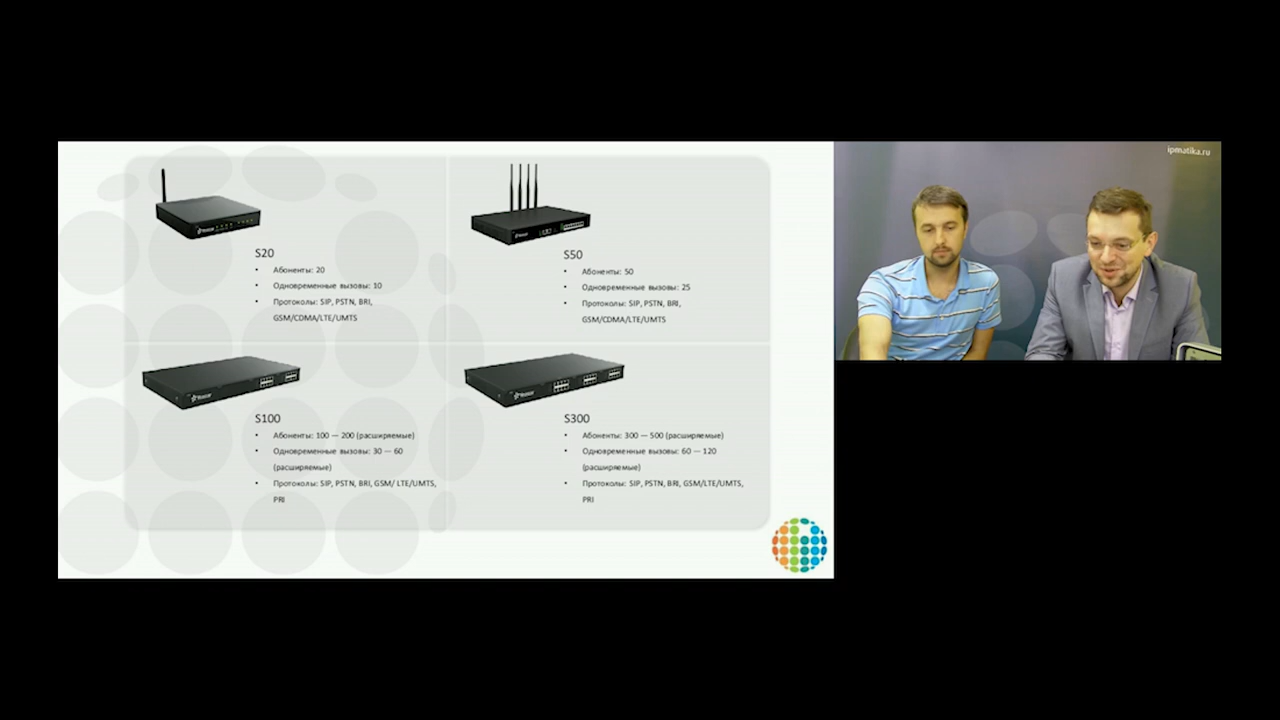 ipmatika.ru
S20
• Абоненты: 20
• Одновременные вызовы: 10
• Протоколы: SIP, PSTN, BRI,
GSM/CDMA/LTE/UMTS
S50
• Абоненты: 50
• Одновременные вызовы: 25
• Протоколы: SIP, PSTN, BRI,
GSM/CDMA/LTE/UMTS
S100
• Абоненты: 100 — 200 (расширяемые)
• Одновременные вызовы: 30 — 60
(расширяемые)
• Протоколы: SIP, PSTN, BRI, GSM/ LTE/UMTS,
PRI
S300
• Абоненты: 300 — 500 (расширяемые)
• Одновременные вызовы: 60 — 120
(расширяемые)
• Протоколы: SIP, PSTN, BRI, GSM/LTE/UMTS,
PRI